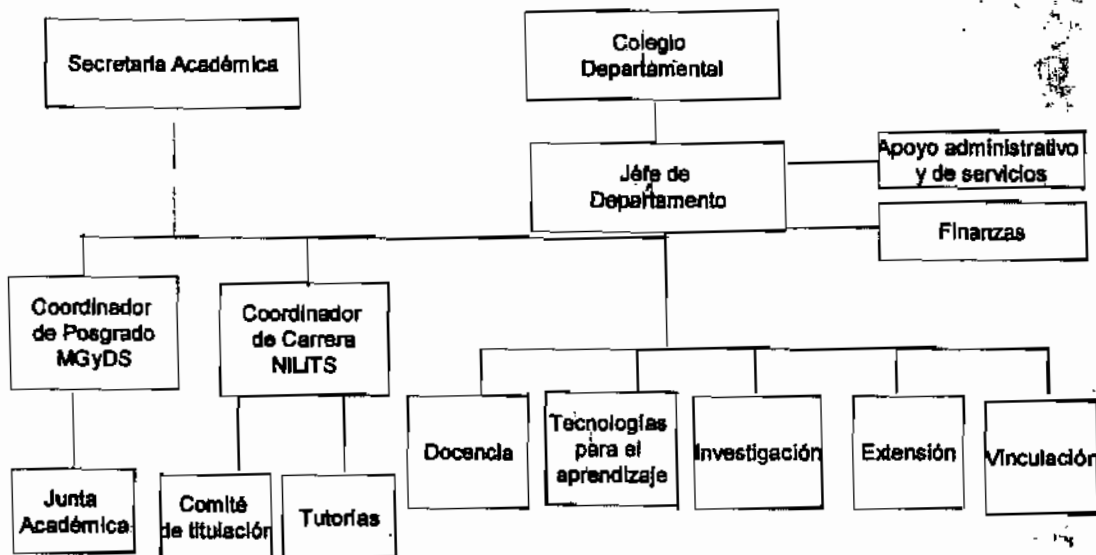 Secretaria Académica
Colegio
Departamental
Jefe de
Departamento
Apoyo administrativo
y de servicios
Finanzas
Coordinador
de Posgrado
MGyDS
Coordinador
de Carrera
NILITS
Docencia
Tecnologías
para el
aprendizaje
Investigación
Extensión
Vinculación
Junta
Académica
Comité
de titulación
Tutorías